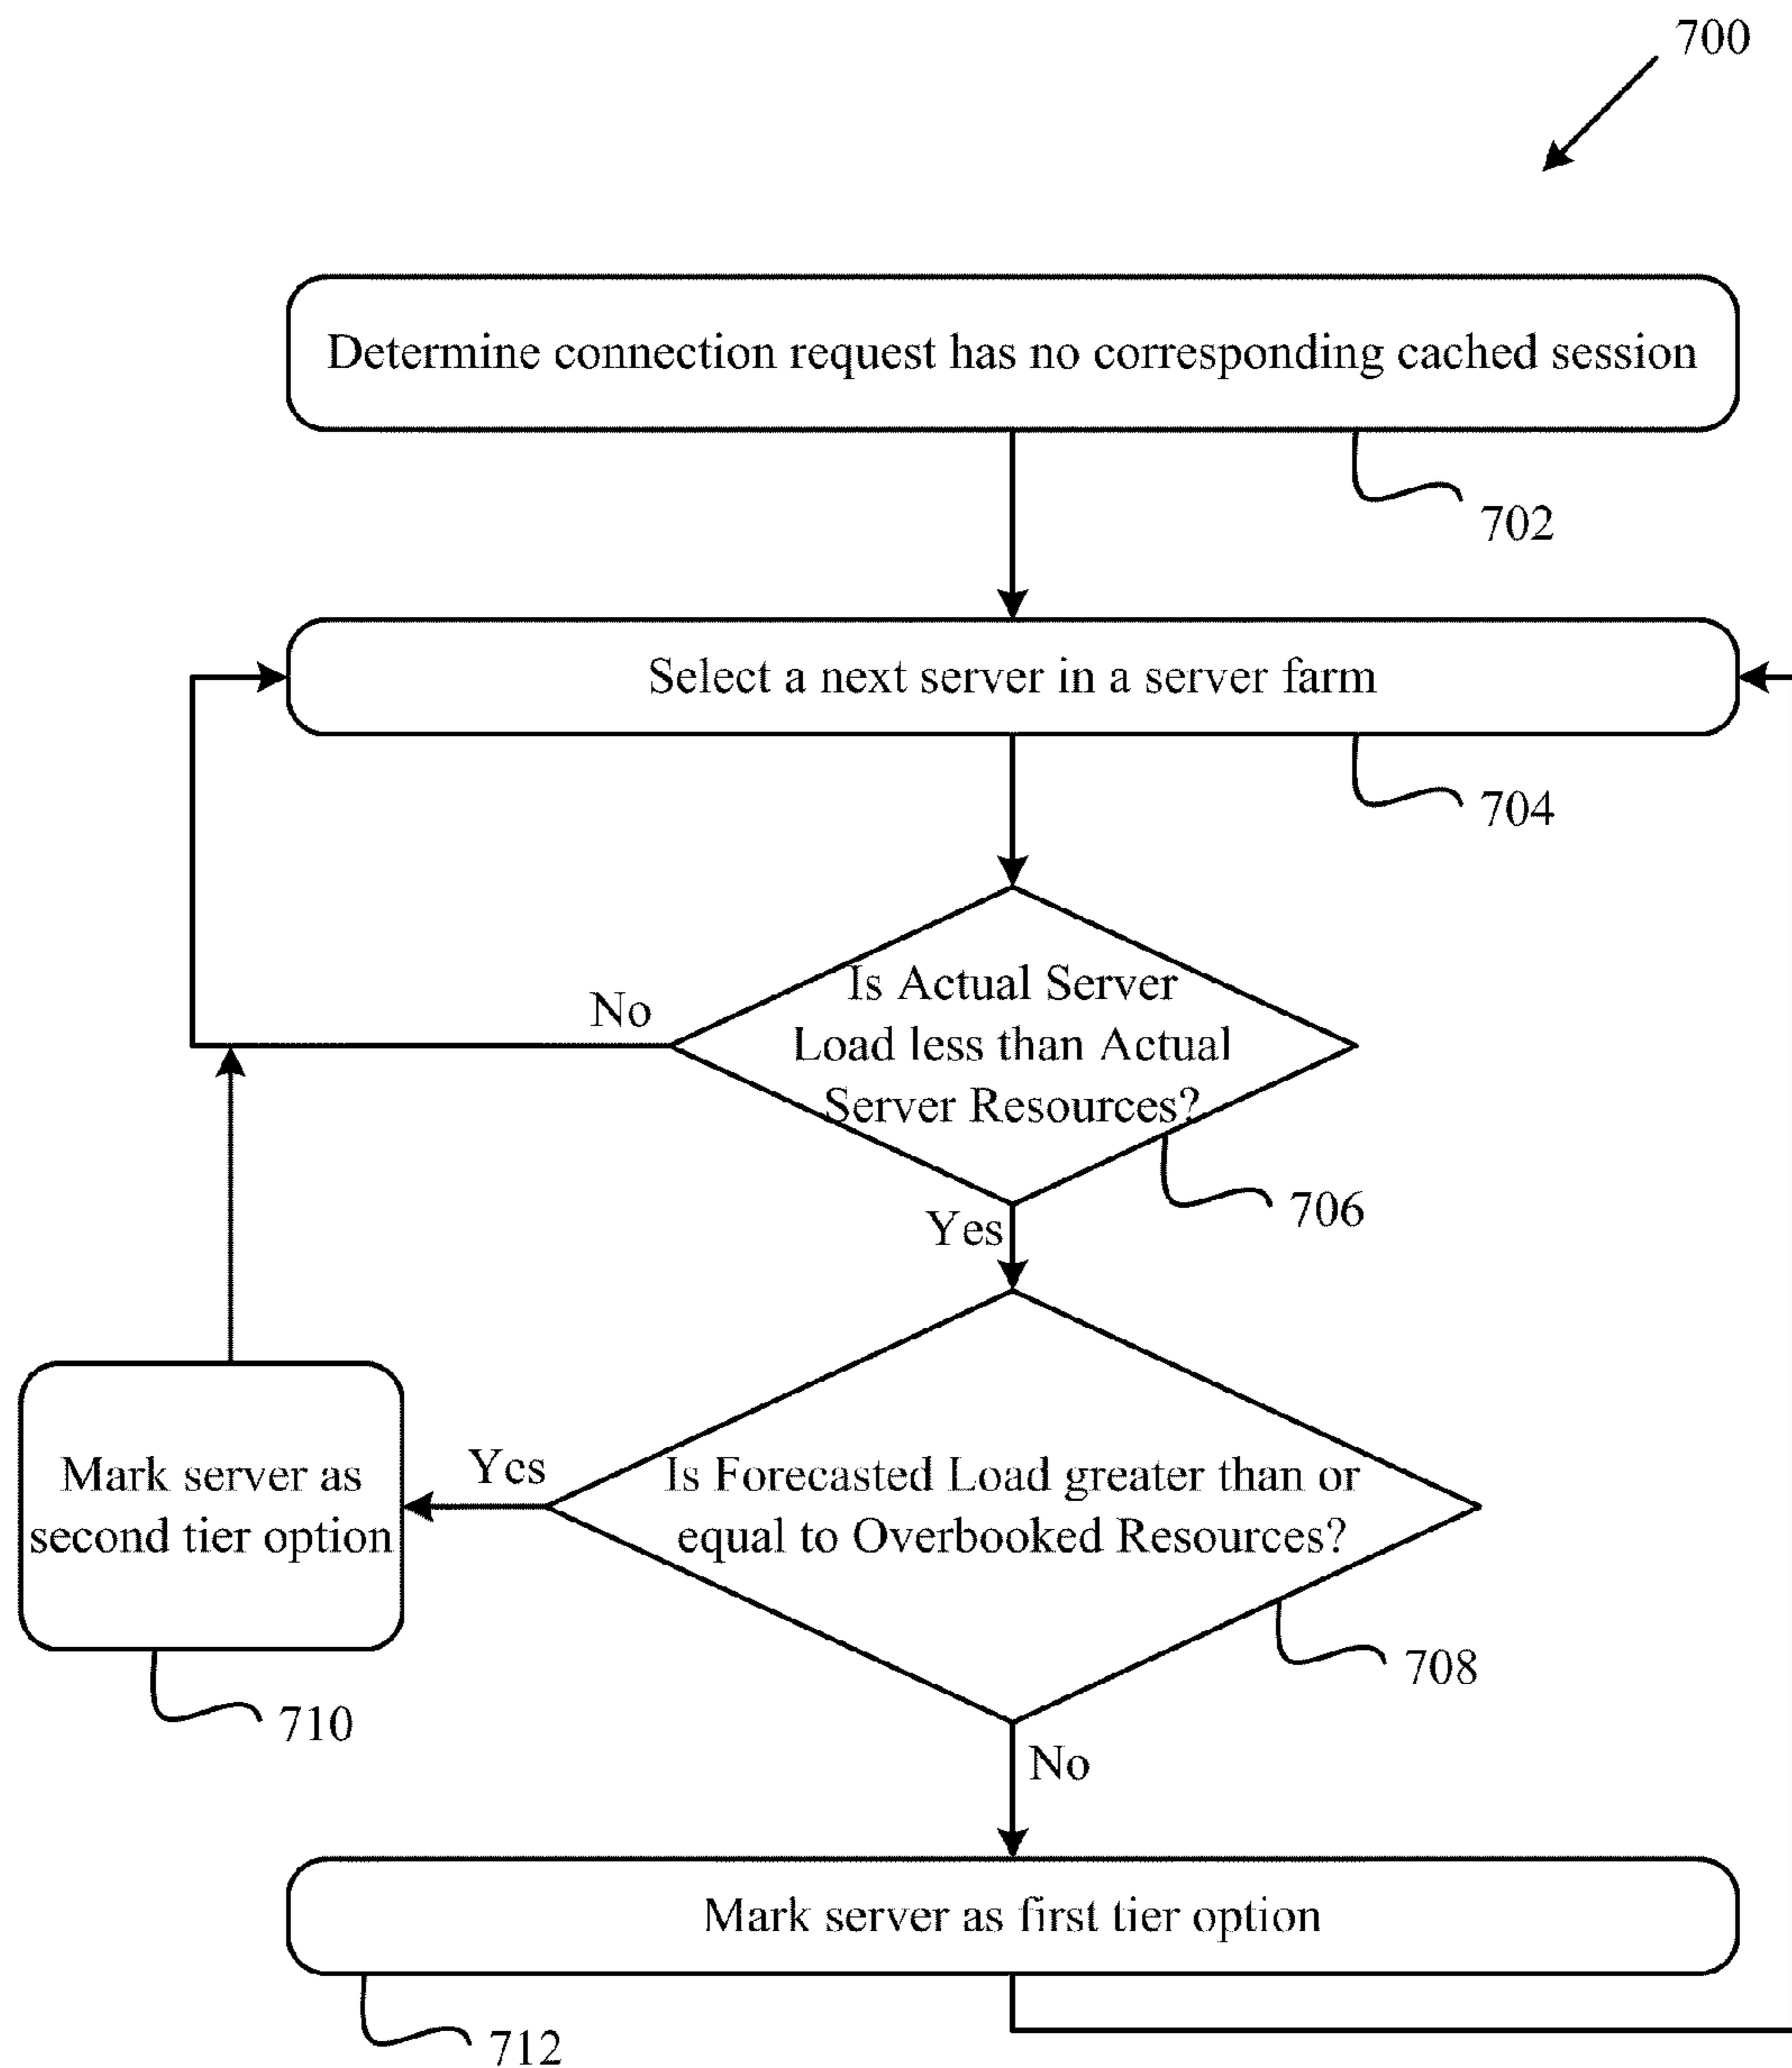 700
Determine connection request has no corresponding cached session
702
Select a next server in a server farm
704
Is Actual Server
Load less than Actual
Server Resources?
No
706
Yes
Is Forecasted Load greater than or
equal to Overbooked Resources?
Yes
Mark server as
second tier option
708
710
No
Mark server as first tier option
712